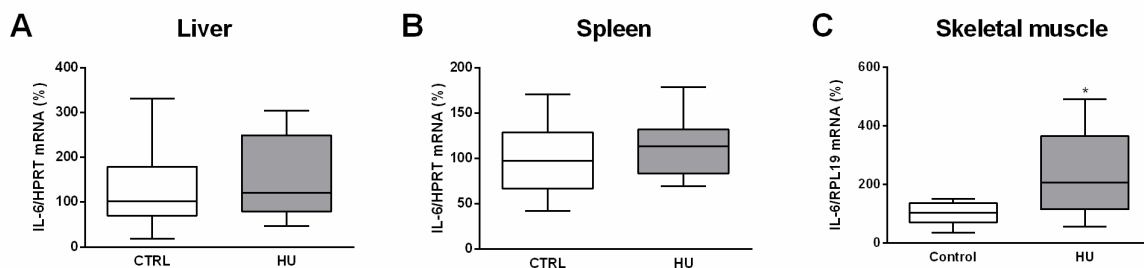 A
Liver
IL-6/HPRT mRNA (%)
400
300
200
100
0
CTRL
HU
B
Spleen
IL-6/HPRT mRNA (%)
200
150
100
50
0
CTRL
HU
C
Skeletal muscle
IL-6/RPL19 mRNA (%)
600
400
200
0
*
Control
HU